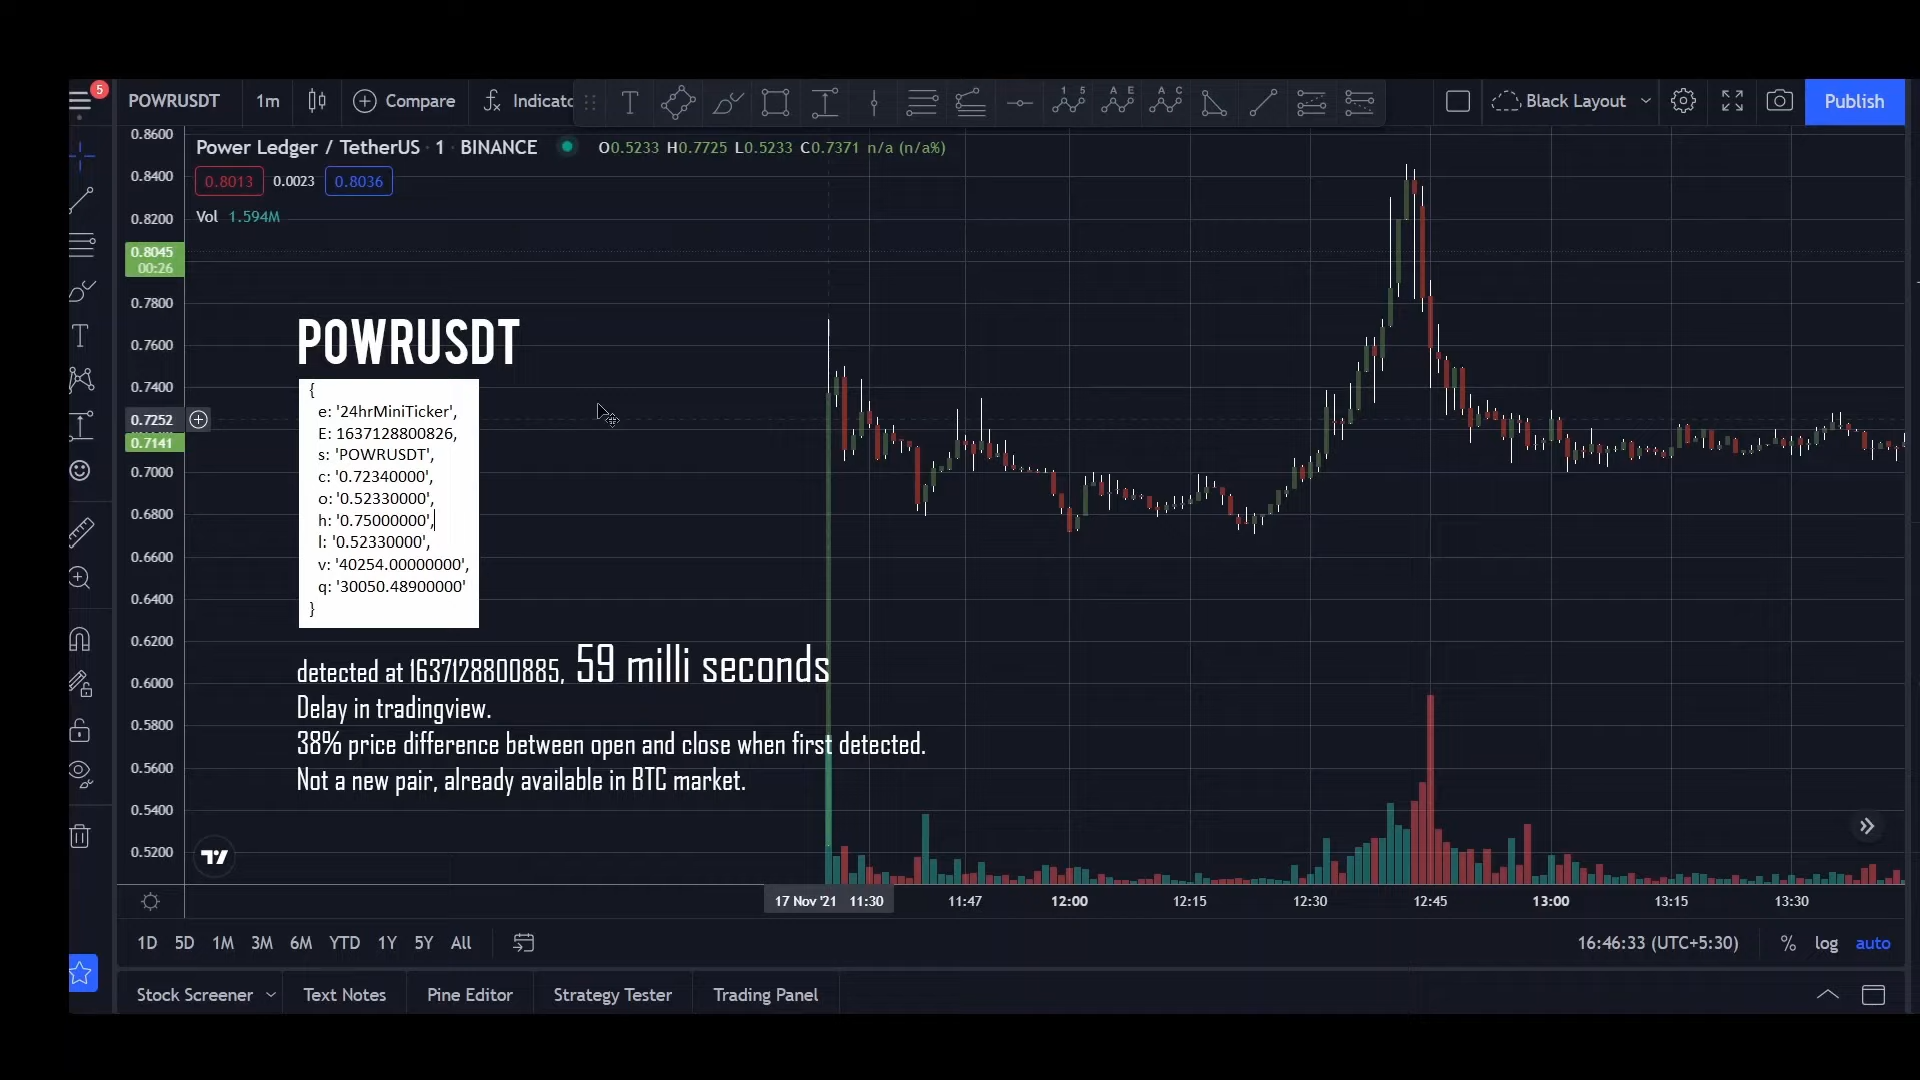 5
POWRUSDT 1m Compare Indicato
1 5 A E A C
Black Layout Publish
Power Ledger / TetherUS · 1 · BINANCE O0.5233 H0.7725 L0.5233 C0.7371 n/a (n/a%)
0.8013 0.0023 0.8036
Vol 1.594M
0.8600
0.8400
0.8200
0.8045
00:26
0.7800
0.7600
0.7400
0.7252
0.7141
0.7000
0.6800
0.6600
0.6400
0.6200
0.6000
0.5800
0.5600
0.5400
0.5200
POWRUSDT
{
e: '24hrMiniTicker',
E: 1637128800826,
s: 'POWRUSDT',
c: '0.72340000',
o: '0.52330000',
h: '0.75000000',
l: '0.52330000',
v: '40254.00000000',
q: '30050.48900000'
}
detected at 1637128800885, 59 milli seconds
Delay in tradingview.
38% price difference between open and close when first detected.
Not a new pair, already available in BTC market.
17 Nov '21 11:30 11:47 12:00 12:15 12:30 12:45 13:00 13:15 13:30
1D 5D 1M 3M 6M YTD 1Y 5Y All 16:46:33 (UTC+5:30) % log auto
Stock Screener Text Notes Pine Editor Strategy Tester Trading Panel